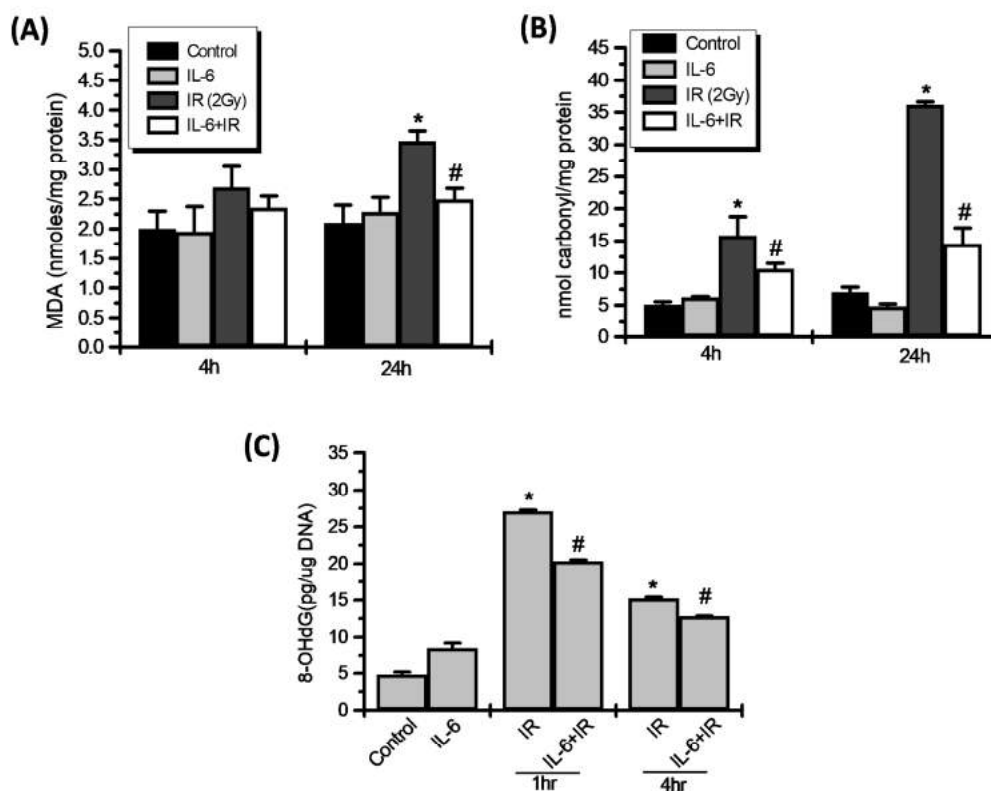 (A)
MDA (nmoles/mg protein)
5.0
4.5
4.0
3.5
3.0
2.5
2.0
1.5
1.0
0.5
0.0
Control
IL-6
IR (2Gy)
IL-6+IR
*
#
4h
24h
(B)
nmol carbonyl/mg protein
45
40
35
30
25
20
15
10
5
0
Control
IL-6
IR (2Gy)
IL-6+IR
*
#
*
#
4h
24h
(C)
8-OHdG(pg/ug DNA)
35
30
25
20
15
10
5
0
*
#
*
#
Control
IL-6
IR
IL-6+IR
IR
IL-6+IR
1hr
4hr